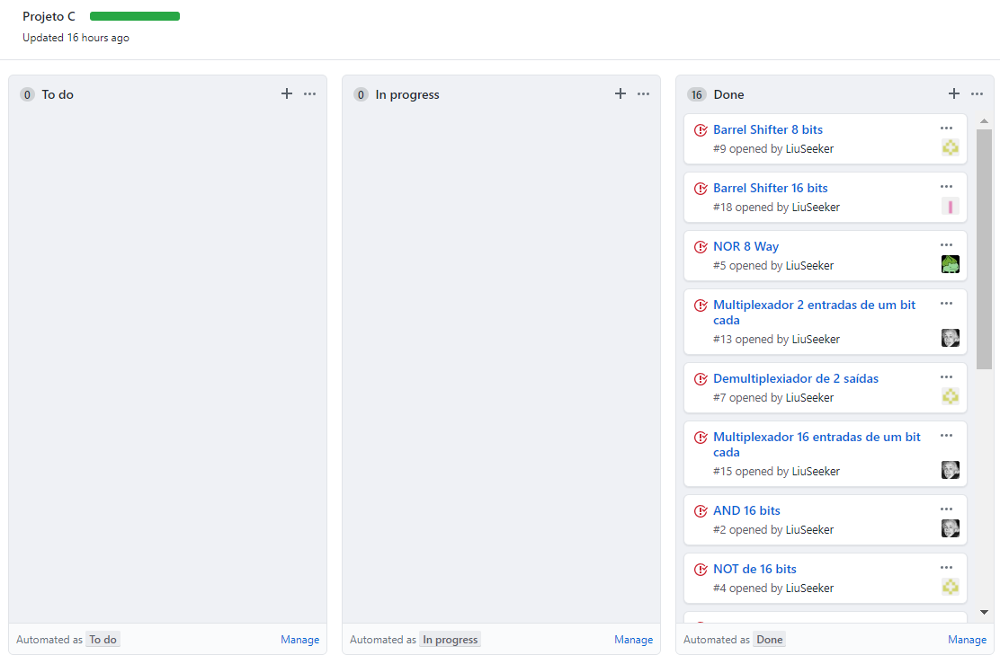 Projeto C
Updated 16 hours ago
0 To do
0 In progress
16 Done
Barrel Shifter 8 bits
#9 opened by LiuSeeker
Barrel Shifter 16 bits
#18 opened by LiuSeeker
NOR 8 Way
#5 opened by LiuSeeker
Multiplexador 2 entradas de um bit
cada
#13 opened by LiuSeeker
Demultiplexiador de 2 saídas
#7 opened by LiuSeeker
Multiplexador 16 entradas de um bit
cada
#15 opened by LiuSeeker
AND 16 bits
#2 opened by LiuSeeker
NOT de 16 bits
#4 opened by LiuSeeker
Automated as To do Manage
Automated as In progress Manage
Automated as Done Manage